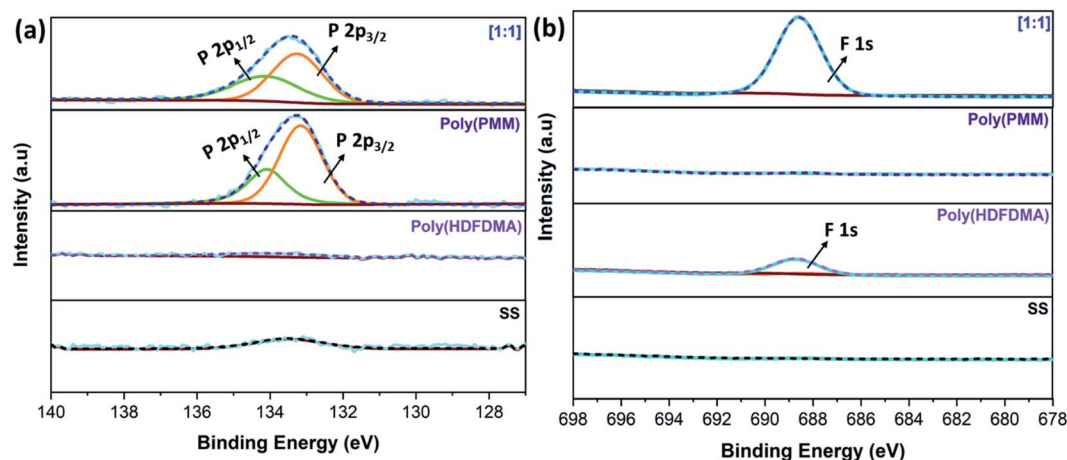 (a)
[1:1]
P 2p1/2
P 2p3/2
Poly(PMM)
P 2p1/2
P 2p3/2
Poly(HDFDMA)
SS
Intensity (a.u)
140 138 136 134 132 130 128
Binding Energy (eV)
(b)
[1:1]
F 1s
Poly(PMM)
Poly(HDFDMA)
F 1s
SS
Intensity (a.u)
698 696 694 692 690 688 686 684 682 680 678
Binding Energy (eV)